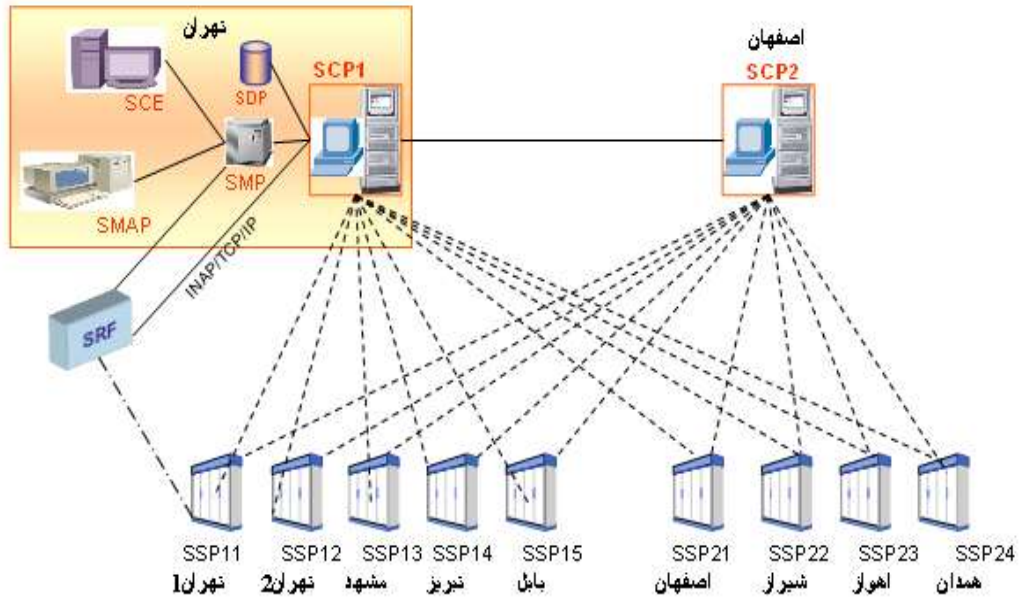 تهران
اصفهان
SCP1
SCP2
SCE
SDP
SMP
SMAP
INAP/TCP/IP
SRF
SSP11
SSP12
SSP13
SSP14
SSP15
SSP21
SSP22
SSP23
SSP24
تهران1
تهران2
مشهد
تبریز
بابل
اصفهان
شیراز
اهواز
همدان